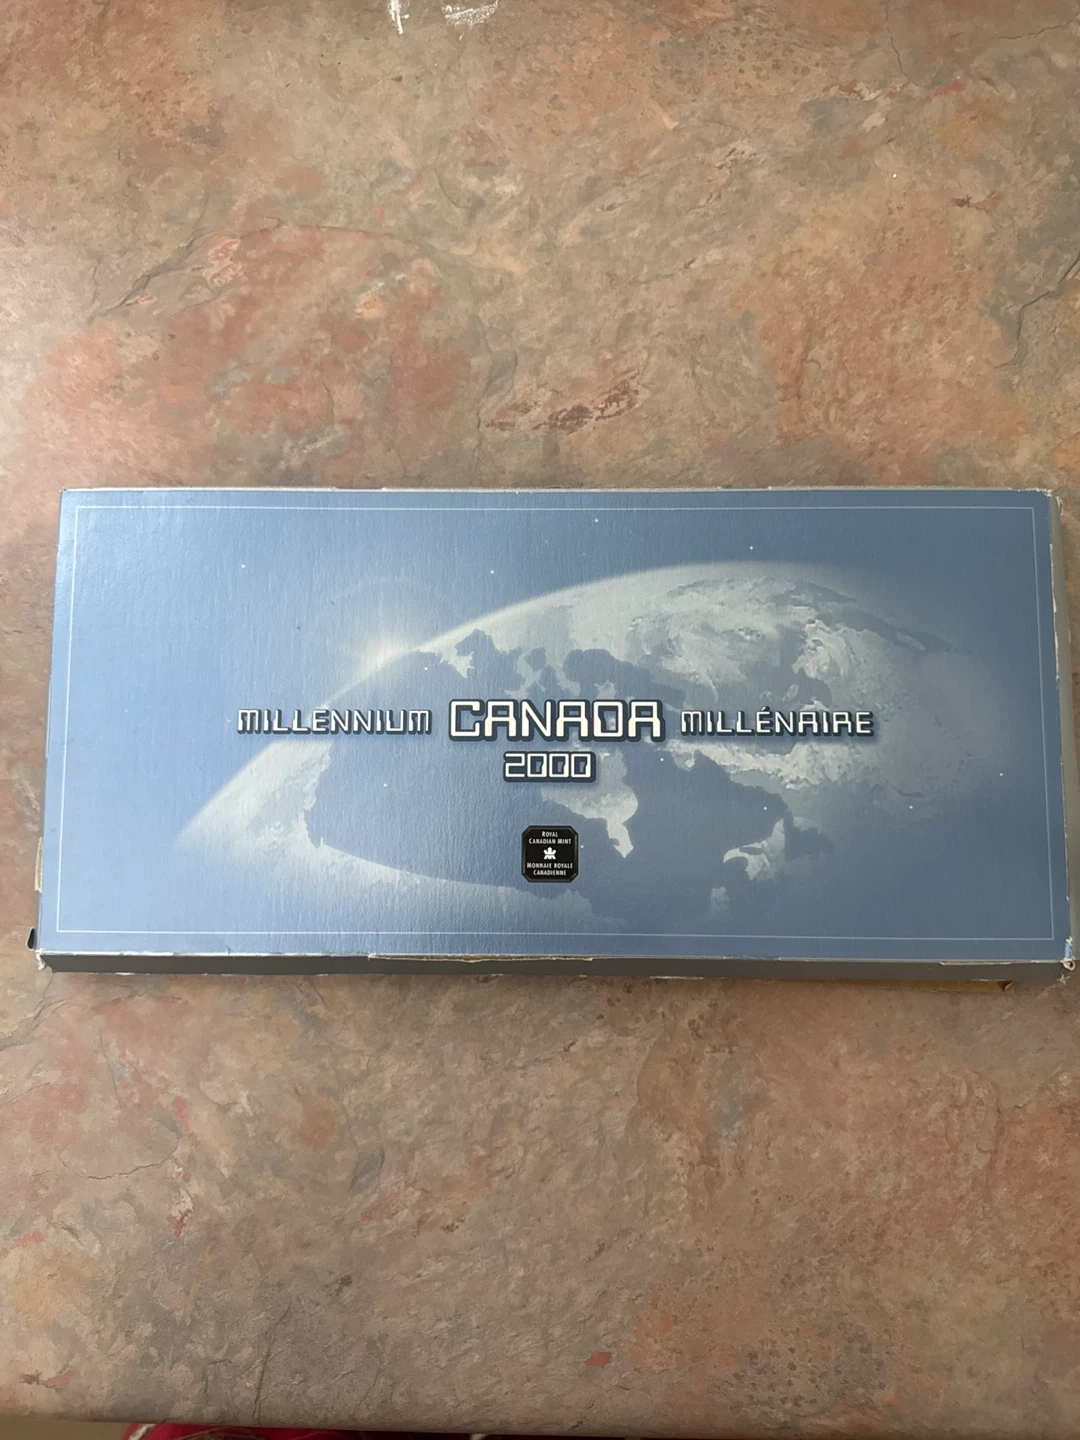 MILLENNIUM CANADA MILLÉNAIRE
2000
ROYAL
CANADIAN MINT
MONNAIE ROYALE
CANADIENNE